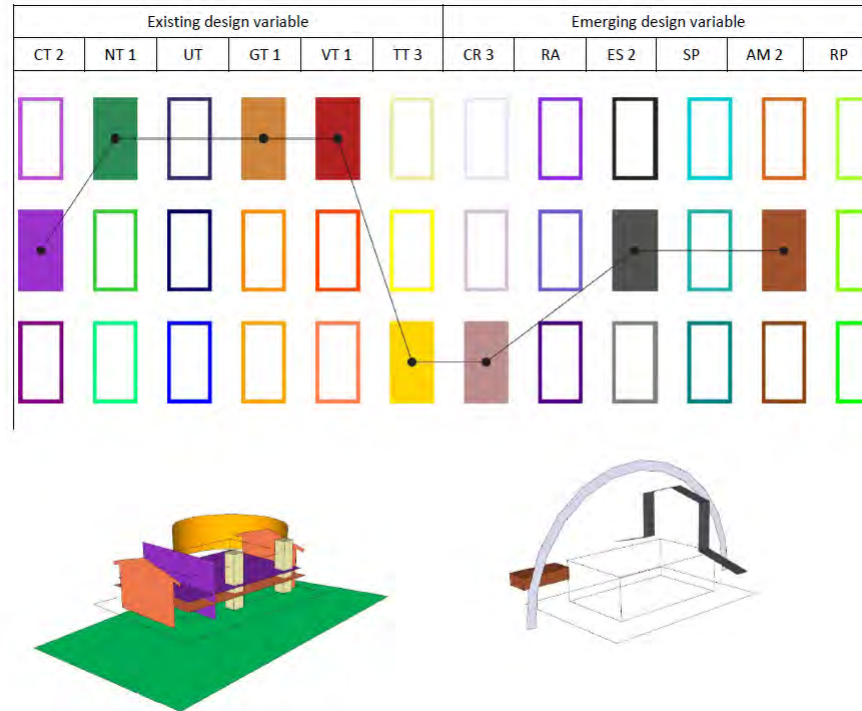 Existing design variable Emerging design variable
CT 2 NT 1 UT GT 1 VT 1 TT 3 CR 3 RA ES 2 SP AM 2 RP